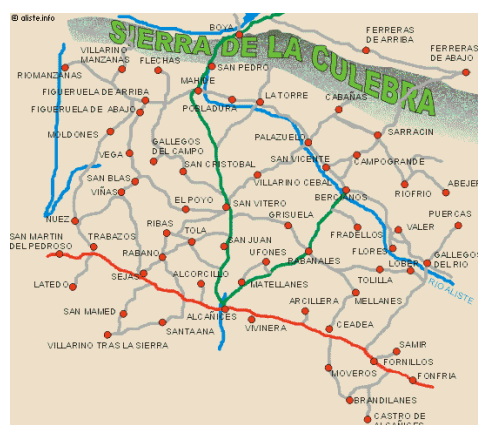 © aliste.info
BOYA
FERRERAS
DE ARRIBA
SIERRA DE LA CULEBRA
VILLARINO
MANZANAS
FLECHAS
FERRERAS
DE ABAJO
RIOMANZANAS
SAN PEDRO
MAHIDE
FIGUERUELA DE ARRIBA
LA TORRE
CABAÑAS
POBLADURA
FIGUERUELA DE ABAJO
MOLDONES
PALAZUELO
SARRACIN
GALLEGOS
DEL CAMPO
VEGA
SAN CRISTOBAL
SAN VICENTE
CAMPOGRANDE
SAN BLAS
VILLARINO CEBAL
VIÑAS
BERCIANOS
RIOFRIO
ABEJER
EL POYO
SAN VITERO
NUEZ
GRISUELA
PUERCAS
RIBAS
FRADELLOS
VALER
SAN MARTIN
DEL PEDROSO
TRABAZOS
TOLA
SAN JUAN
UFONES
RABANALES
FLORES
GALLEGOS
DEL RIO
RABANO
LOBER
SEJAS
ALCORCILLO
MATELLANES
TOLILLA
RIO ALISTE
LATEDO
MELLANES
ARCILLERA
SAN MAMED
ALCAÑICES
SANTA ANA
VIVINERA
CEADEA
VILLARINO TRAS LA SIERRA
SAMIR
FORNILLOS
MOVEROS
FONFRIA
BRANDILANES
CASTRO DE
ALCAÑICES